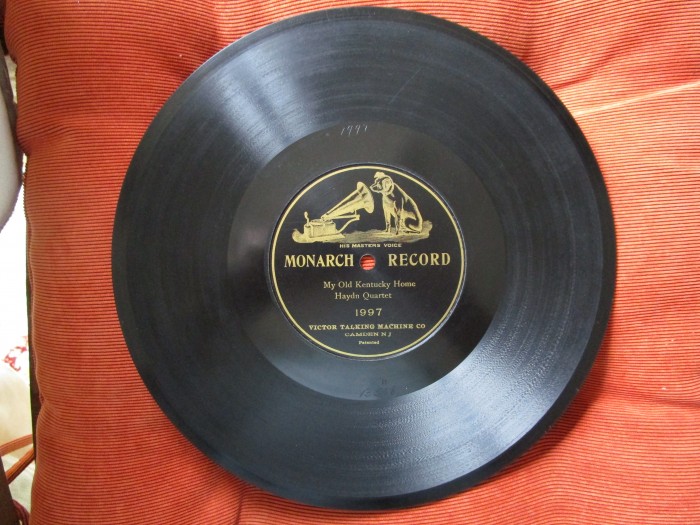 1997
HIS MASTERS VOICE
MONARCH RECORD
My Old Kentucky Home
Haydn Quartet
1997
VICTOR TALKING MACHINE CO
CAMDEN N J
Patented